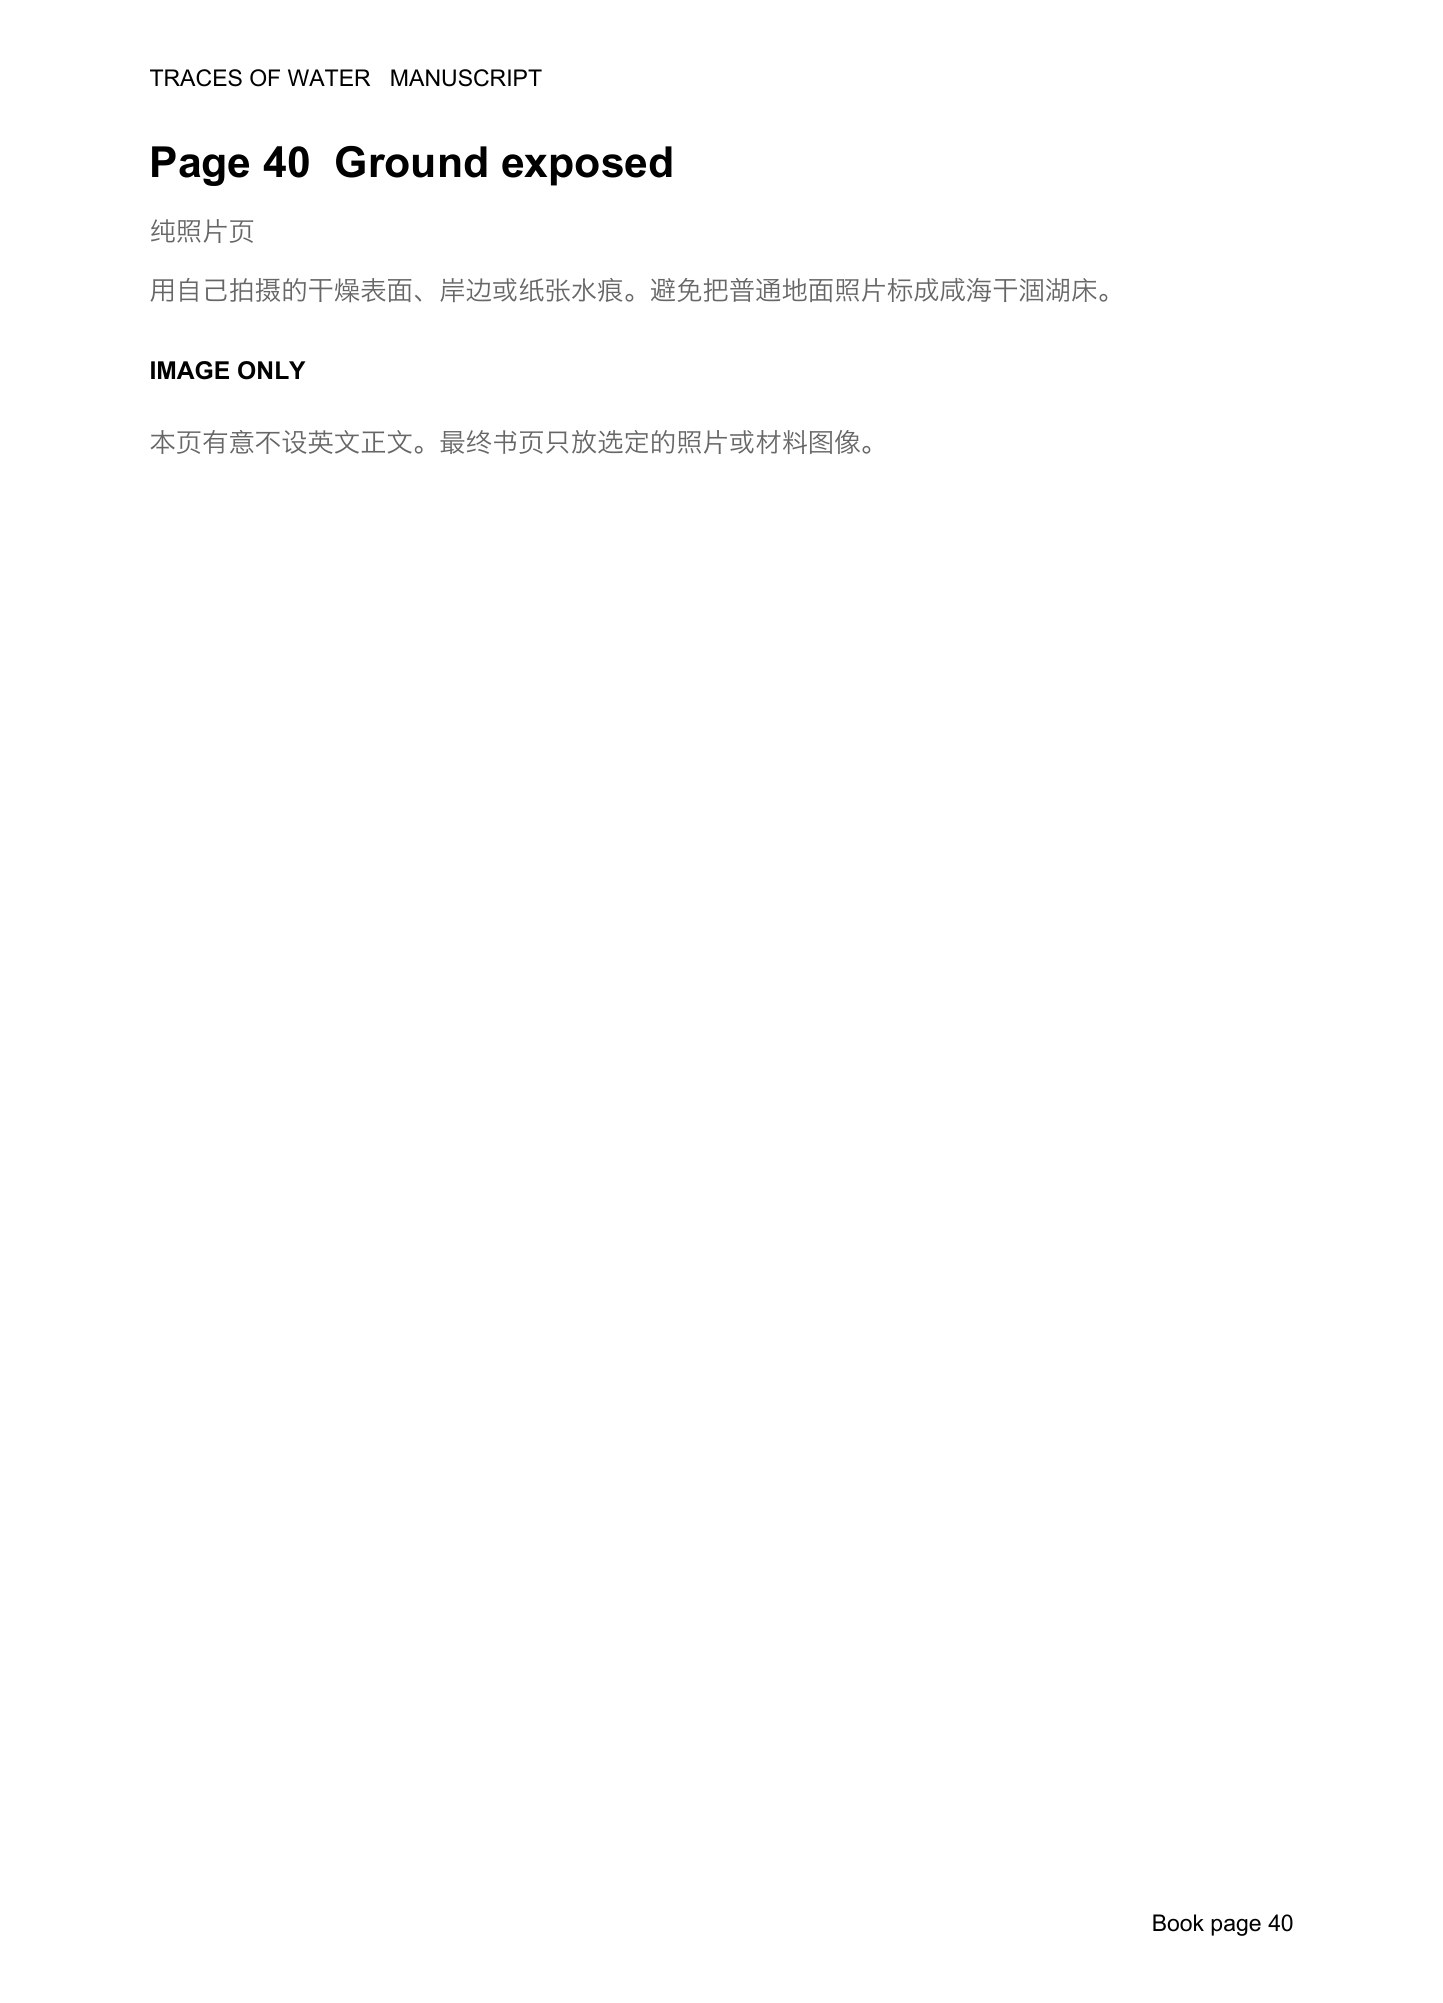 TRACES OF WATER   MANUSCRIPT
Page 40  Ground exposed
纯照片页
用自己拍摄的干燥表面、岸边或纸张水痕。避免把普通地面照片标成咸海干涸湖床。
IMAGE ONLY
本页有意不设英文正文。最终书页只放选定的照片或材料图像。
Book page 40